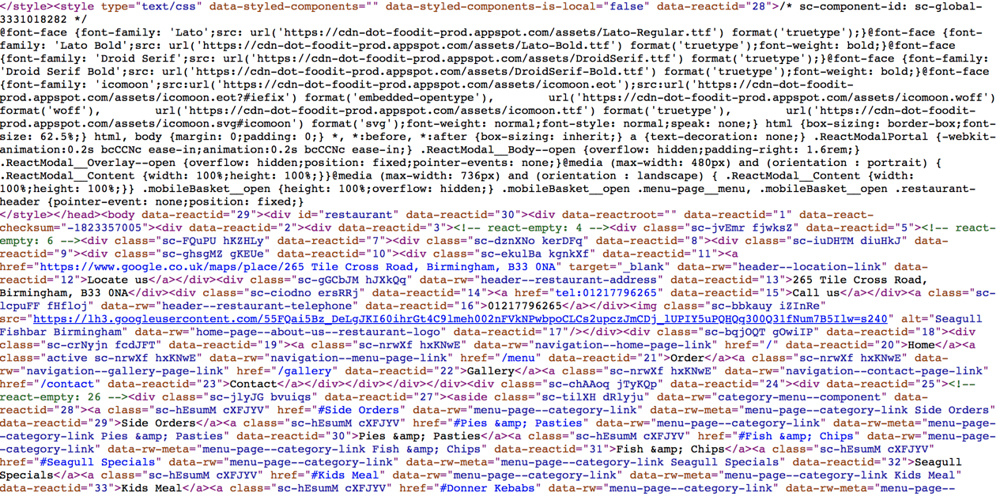 </style><style type="text/css" data-styled-components="" data-styled-components-is-local="false" data-reactid="28">/* sc-component-id: sc-global-
3331018282 */
@font-face {font-family: 'Lato';src: url('https://cdn-dot-foodit-prod.appspot.com/assets/Lato-Regular.ttf') format('truetype');}@font-face {font-
family: 'Lato Bold';src: url('https://cdn-dot-foodit-prod.appspot.com/assets/Lato-Bold.ttf') format('truetype');font-weight: bold;}@font-face
{font-family: 'Droid Serif';src: url('https://cdn-dot-foodit-prod.appspot.com/assets/DroidSerif.ttf') format('truetype');}@font-face {font-family:
'Droid Serif Bold';src: url('https://cdn-dot-foodit-prod.appspot.com/assets/DroidSerif-Bold.ttf') format('truetype');font-weight: bold;}@font-face
{font-family: 'icomoon';src:url('https://cdn-dot-foodit-prod.appspot.com/assets/icomoon.eot');src:url('https://cdn-dot-foodit-
prod.appspot.com/assets/icomoon.eot?#iefix') format('embedded-opentype'), url('https://cdn-dot-foodit-prod.appspot.com/assets/icomoon.woff')
format('woff'), url('https://cdn-dot-foodit-prod.appspot.com/assets/icomoon.ttf') format('truetype'), url('https://cdn-dot-foodit-
prod.appspot.com/assets/icomoon.svg#icomoon') format('svg');font-weight: normal;font-style: normal;speak: none;} html {box-sizing: border-box;font-
size: 62.5%;} html, body {margin: 0;padding: 0;} *, *:before, *:after {box-sizing: inherit;} a {text-decoration: none;} .ReactModalPortal {-webkit-
animation:0.2s bcCCNc ease-in;animation:0.2s bcCCNc ease-in;} .ReactModal__Body--open {overflow: hidden;padding-right: 1.6rem;}
.ReactModal__Overlay--open {overflow: hidden;position: fixed;pointer-events: none;}@media (max-width: 480px) and (orientation : portrait) {
.ReactModal__Content {width: 100%;height: 100%;}}@media (max-width: 736px) and (orientation : landscape) { .ReactModal__Content {width:
100%;height: 100%;}} .mobileBasket__open {height: 100%;overflow: hidden;} .mobileBasket__open .menu-page__menu, .mobileBasket__open .restaurant-
header {pointer-event: none;position: fixed;}
</style></head><body data-reactid="29"><div id="restaurant" data-reactid="30"><div data-reactroot="" data-reactid="1" data-react-
checksum="-1823357005"><div data-reactid="2"><div data-reactid="3"><!-- react-empty: 4 --><div class="sc-jvEmr fjwksZ" data-reactid="5"><!-- react-
empty: 6 --><div class="sc-FQuPU hKZHLy" data-reactid="7"><div class="sc-dznXNo kerDFq" data-reactid="8"><div class="sc-iuDHTM diuHkJ" data-
reactid="9"><div class="sc-ghsgMZ gKEUe" data-reactid="10"><div class="sc-ekulBa kgnkXf" data-reactid="11"><a
href="https://www.google.co.uk/maps/place/265 Tile Cross Road, Birmingham, B33 0NA" target="_blank" data-rw="header--location-link" data-
reactid="12">Locate us</a></div><div class="sc-gGCbJM hJXkQq" data-rw="header--restaurant-address" data-reactid="13">265 Tile Cross Road,
Birmingham, B33 0NA</div><div class="sc-ciodno ersRRj" data-reactid="14"><a href="tel:01217796265" data-reactid="15">Call us</a></div><a class="sc-
lcpuFF fHfloj" data-rw="header--restaurant-telephone" data-reactid="16">01217796265</a></div><img class="sc-bbkauy iZInRe"
src="https://lh3.googleusercontent.com/55FQai5Bz_DeLgJKI60ihrGt4C9lmeh002nFVkNPwbpoCLCs2upczJmCDj_lUPIY5uPQHQq300Q3lfNum7B5Ilw=s240" alt="Seagull
Fishbar Birmingham" data-rw="home-page--about-us--restaurant-logo" data-reactid="17"/></div><div class="sc-bqjOQT gOwiIP" data-reactid="18"><div
class="sc-crNyjn fcdJFT" data-reactid="19"><a class="sc-nrwXf hxKNwE" data-rw="navigation--home-page-link" href="/" data-reactid="20">Home</a><a
class="active sc-nrwXf hxKNwE" data-rw="navigation--menu-page-link" href="/menu" data-reactid="21">Order</a><a class="sc-nrwXf hxKNwE" data-
rw="navigation--gallery-page-link" href="/gallery" data-reactid="22">Gallery</a><a class="sc-nrwXf hxKNwE" data-rw="navigation--contact-page-link"
href="/contact" data-reactid="23">Contact</a></div></div></div></div><div class="sc-chAAoq jTyKQp" data-reactid="24"><div data-reactid="25"><!--
react-empty: 26 --><div class="sc-jlyJG bvuiqs" data-reactid="27"><aside class="sc-tilXH dRlyju" data-rw="category-menu--component" data-
reactid="28"><a class="sc-hEsumM cXFJYV" href="#Side Orders" data-rw="menu-page--category-link" data-rw-meta="menu-page--category-link Side Orders"
data-reactid="29">Side Orders</a><a class="sc-hEsumM cXFJYV" href="#Pies &amp; Pasties" data-rw="menu-page--category-link" data-rw-meta="menu-page-
-category-link Pies &amp; Pasties" data-reactid="30">Pies &amp; Pasties</a><a class="sc-hEsumM cXFJYV" href="#Fish &amp; Chips" data-rw="menu-page-
-category-link" data-rw-meta="menu-page--category-link Fish &amp; Chips" data-reactid="31">Fish &amp; Chips</a><a class="sc-hEsumM cXFJYV"
href="#Seagull Specials" data-rw="menu-page--category-link" data-rw-meta="menu-page--category-link Seagull Specials" data-reactid="32">Seagull
Specials</a><a class="sc-hEsumM cXFJYV" href="#Kids Meal" data-rw="menu-page--category-link" data-rw-meta="menu-page--category-link Kids Meal"
data-reactid="33">Kids Meal</a><a class="sc-hEsumM cXFJYV" href="#Donner Kebabs" data-rw="menu-page--category-link" data-rw-meta="menu-page--